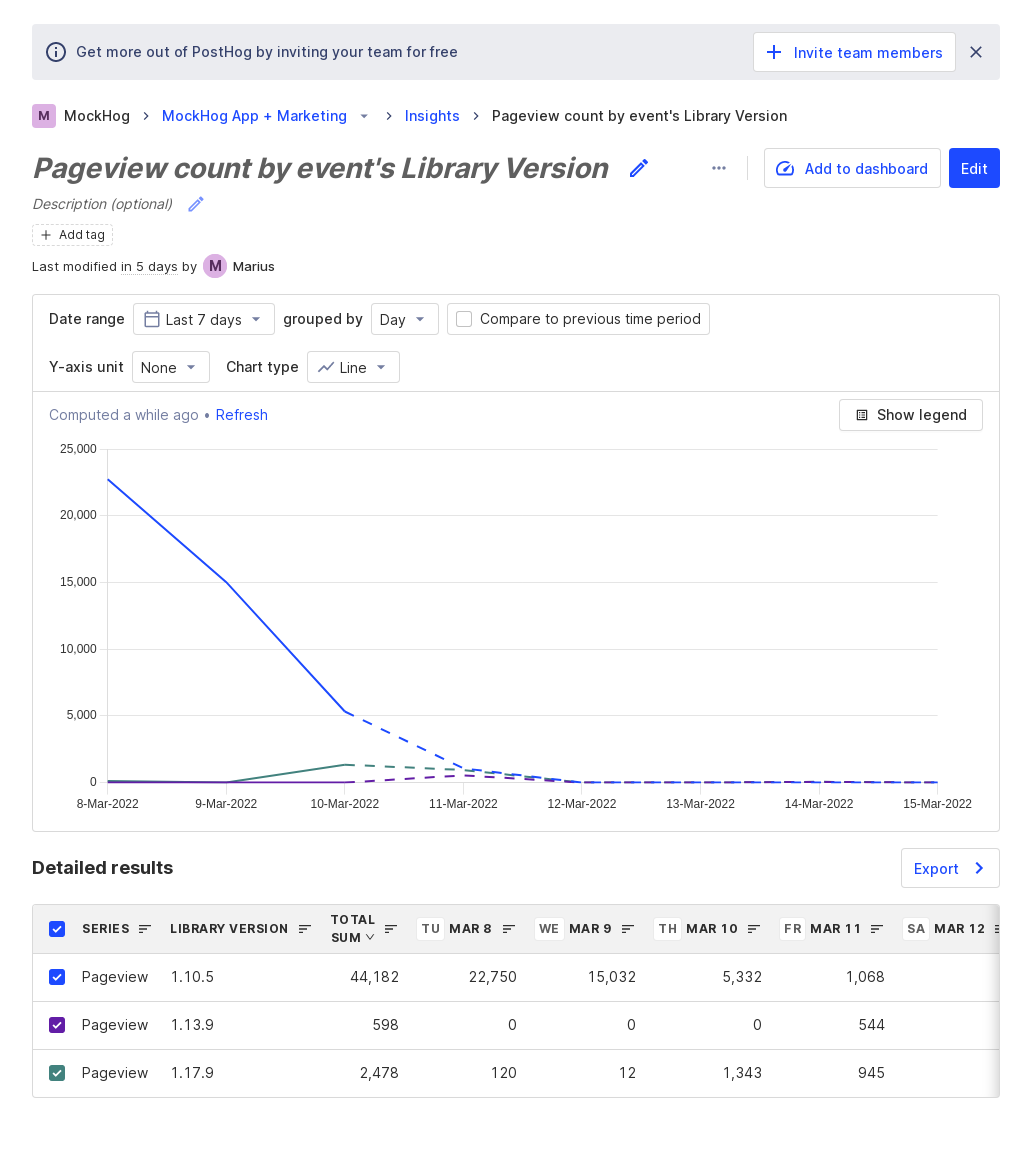 Get more out of PostHog by inviting your team for free
Invite team members
M MockHog MockHog App + Marketing Insights Pageview count by event's Library Version
Pageview count by event's Library Version
Add to dashboard
Edit
Description (optional)
Add tag
Last modified in 5 days by M Marius
Date range Last 7 days grouped by Day Compare to previous time period
Y-axis unit None Chart type Line
Computed a while ago • Refresh
Show legend
25,000
20,000
15,000
10,000
5,000
0
8-Mar-2022 9-Mar-2022 10-Mar-2022 11-Mar-2022 12-Mar-2022 13-Mar-2022 14-Mar-2022 15-Mar-2022
Detailed results
Export
SERIES LIBRARY VERSION TOTAL SUM TU MAR 8 WE MAR 9 TH MAR 10 FR MAR 11 SA MAR 12
Pageview 1.10.5 44,182 22,750 15,032 5,332 1,068
Pageview 1.13.9 598 0 0 0 544
Pageview 1.17.9 2,478 120 12 1,343 945